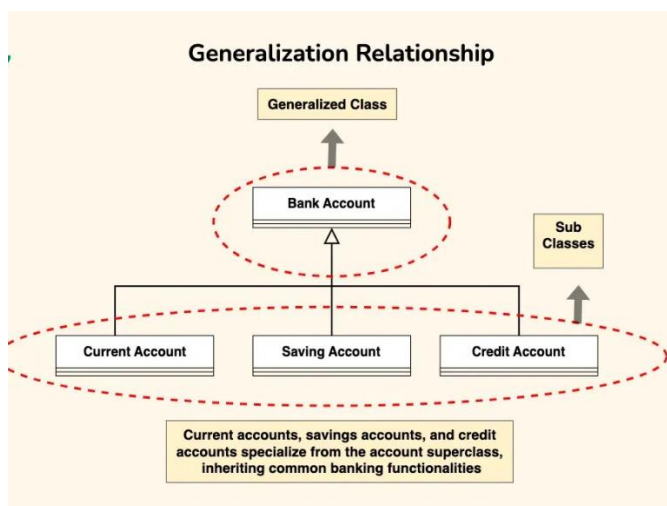 Generalization Relationship
Generalized Class
Bank Account
Sub
Classes
Current Account
Saving Account
Credit Account
Current accounts, savings accounts, and credit
accounts specialize from the account superclass,
inheriting common banking functionalities